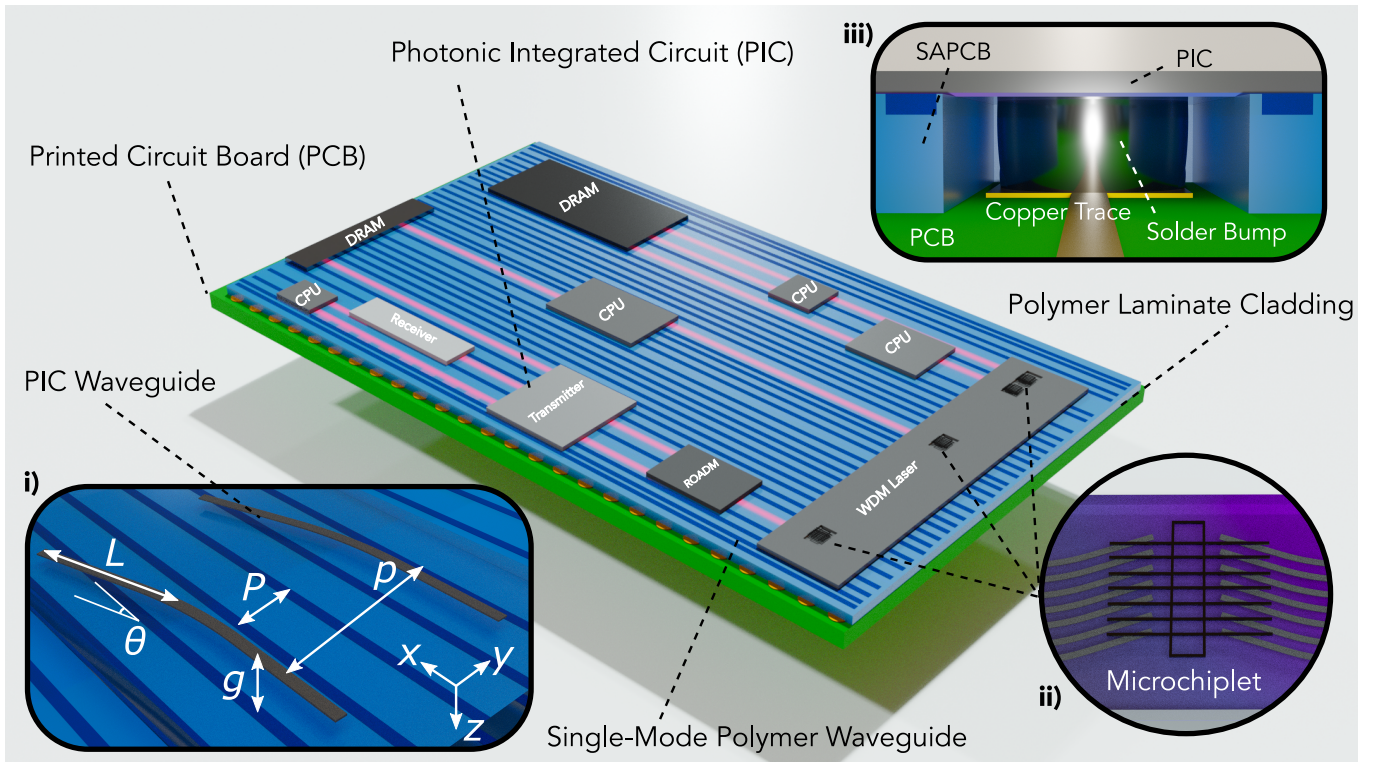 Photonic Integrated Circuit (PIC)
iii)
SAPCB
PIC
Copper Trace
PCB
Solder Bump
Printed Circuit Board (PCB)
DRAM
DRAM
CPU
Receiver
CPU
CPU
CPU
Transmitter
ROADM
WDM Laser
Polymer Laminate Cladding
PIC Waveguide
i)
L
P
p
θ
g
x
y
z
Microchiplet
ii)
Single-Mode Polymer Waveguide